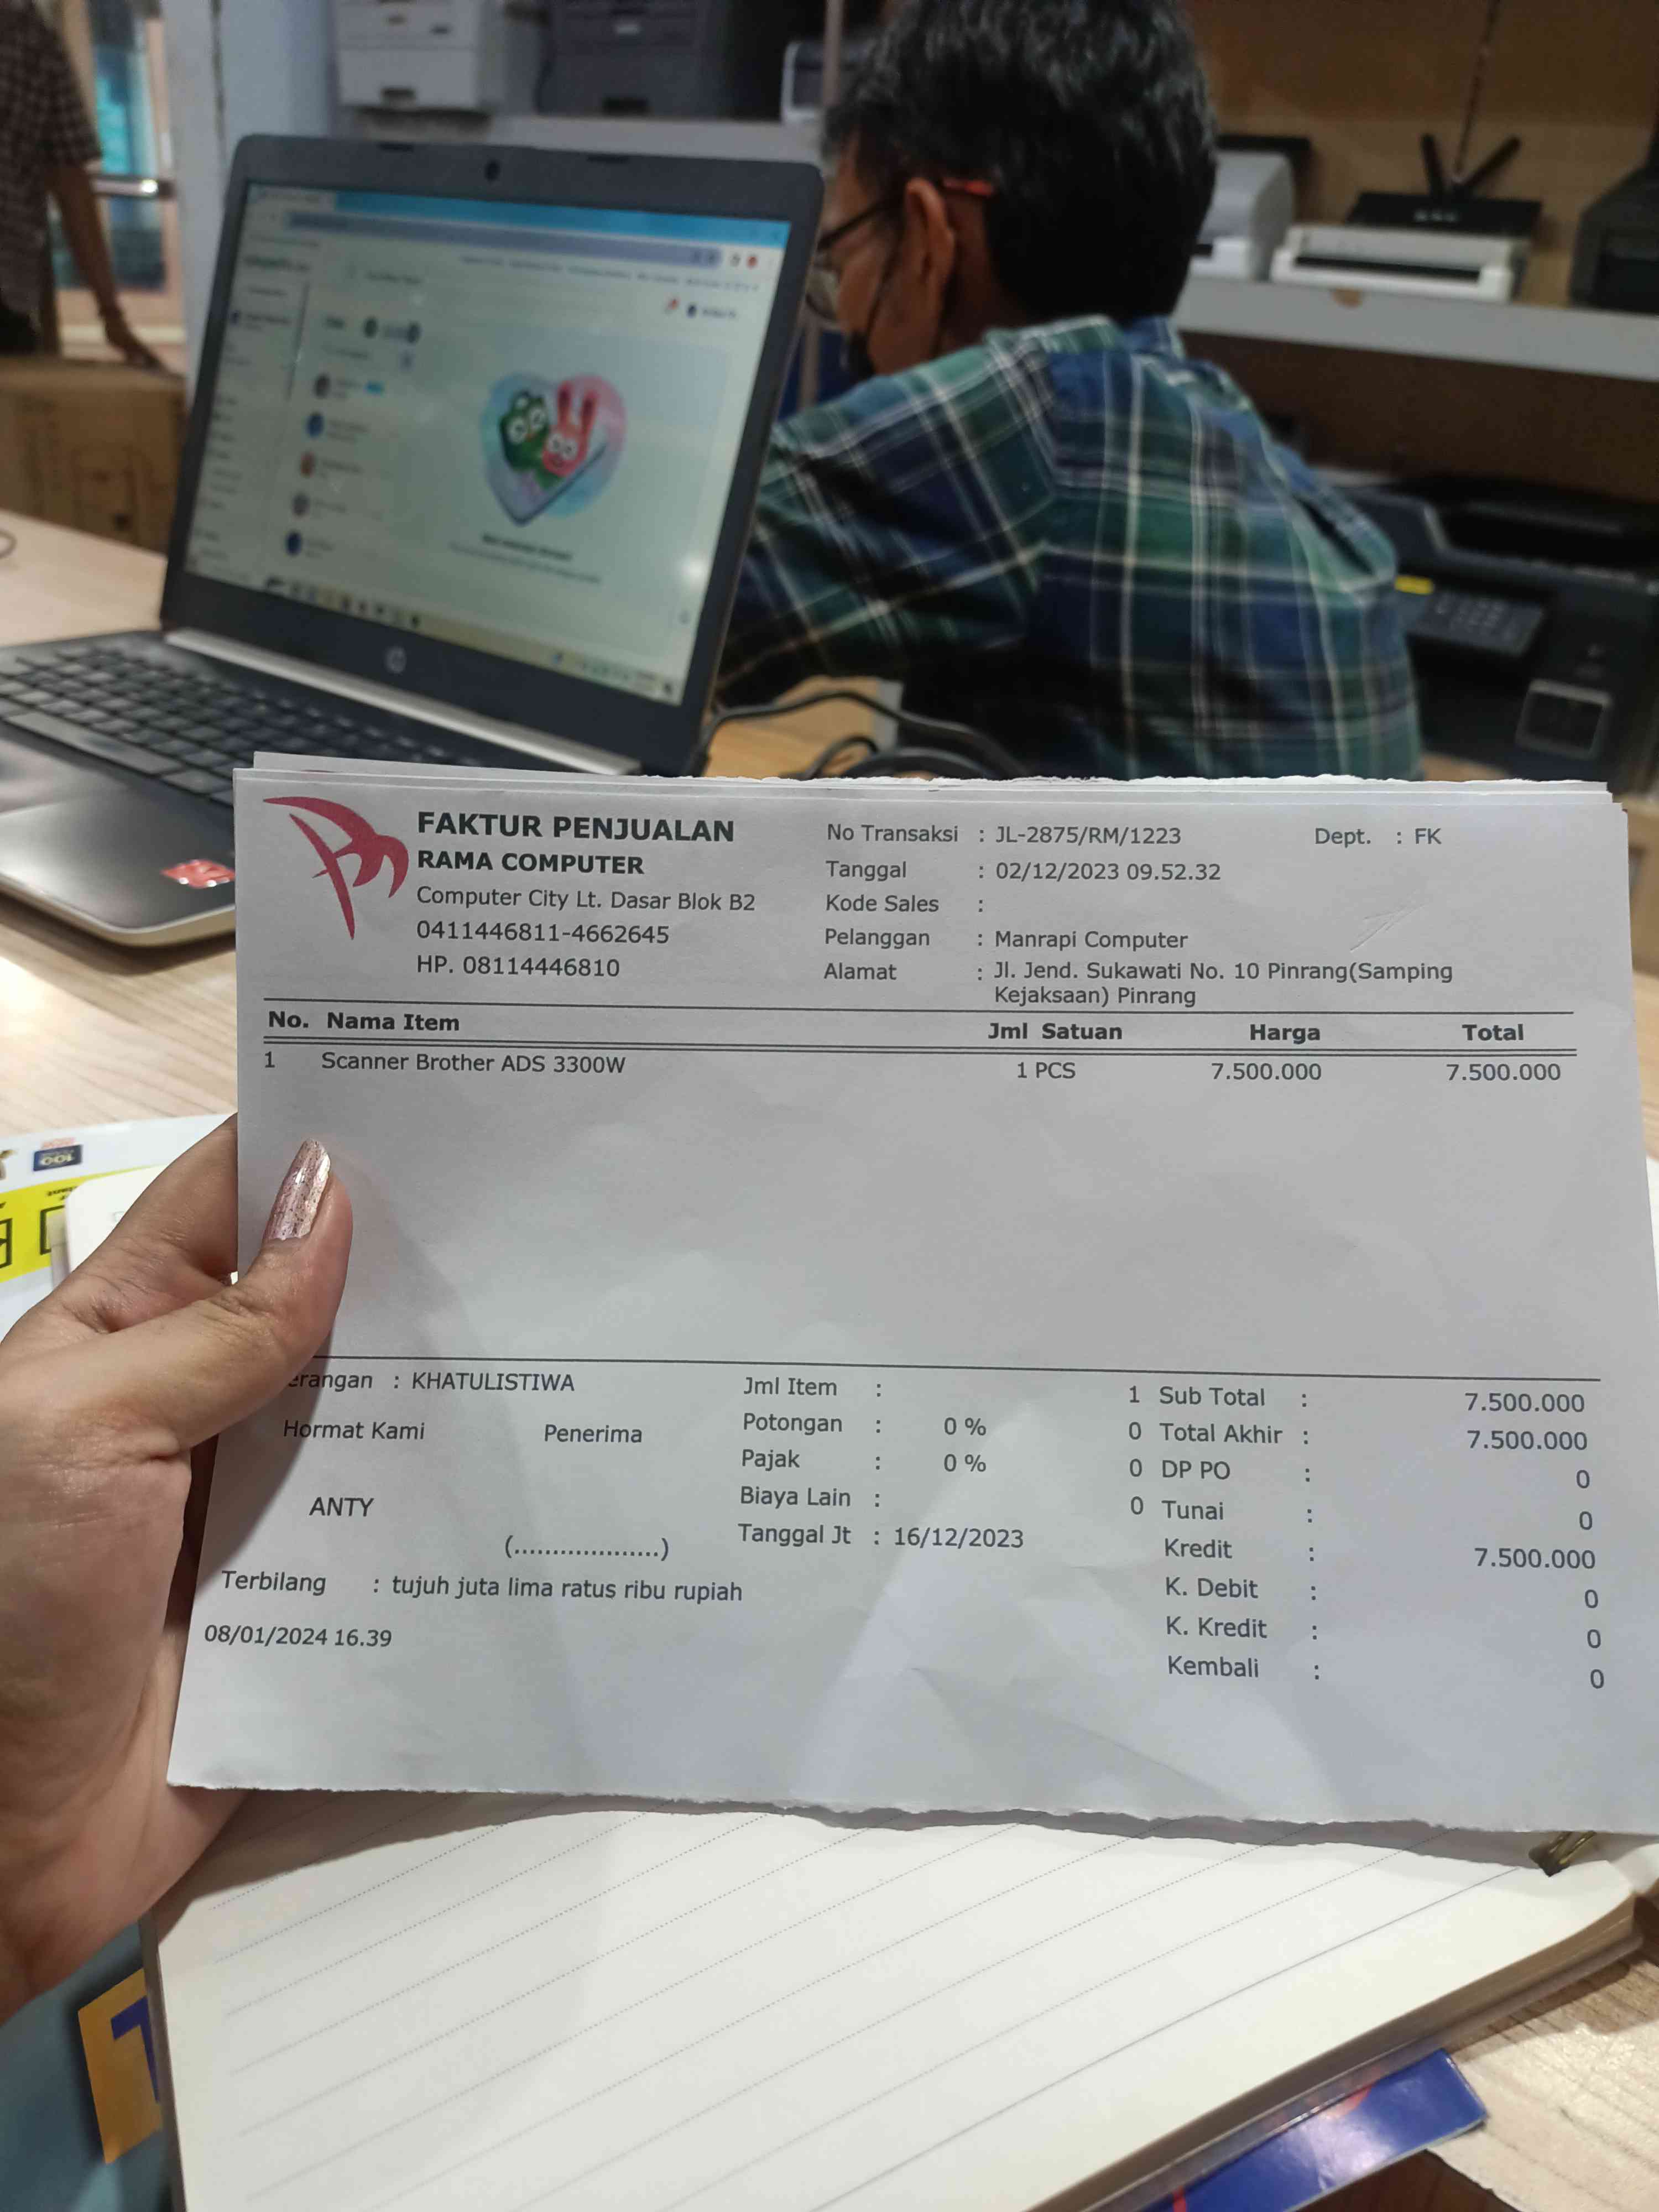 FAKTUR PENJUALAN
RAMA COMPUTER
Computer City Lt. Dasar Blok B2
0411446811-4662645
HP. 08114446810
No Transaksi : JL-2875/RM/1223 Dept. : FK
Tanggal : 02/12/2023 09.52.32
Kode Sales :
Pelanggan : Manrapi Computer
Alamat : Jl. Jend. Sukawati No. 10 Pinrang(Samping
Kejaksaan) Pinrang
No. Nama Item Jml Satuan Harga Total
1 Scanner Brother ADS 3300W 1 PCS 7.500.000 7.500.000
erangan : KHATULISTIWA
Hormat Kami Penerima
ANTY
(....................)
Jml Item : 1
Potongan : 0 % 0
Pajak : 0 % 0
Biaya Lain : 0
Tanggal Jt : 16/12/2023
Sub Total : 7.500.000
Total Akhir : 7.500.000
DP PO : 0
Tunai : 0
Kredit : 7.500.000
K. Debit : 0
K. Kredit : 0
Kembali : 0
Terbilang : tujuh juta lima ratus ribu rupiah
08/01/2024 16.39